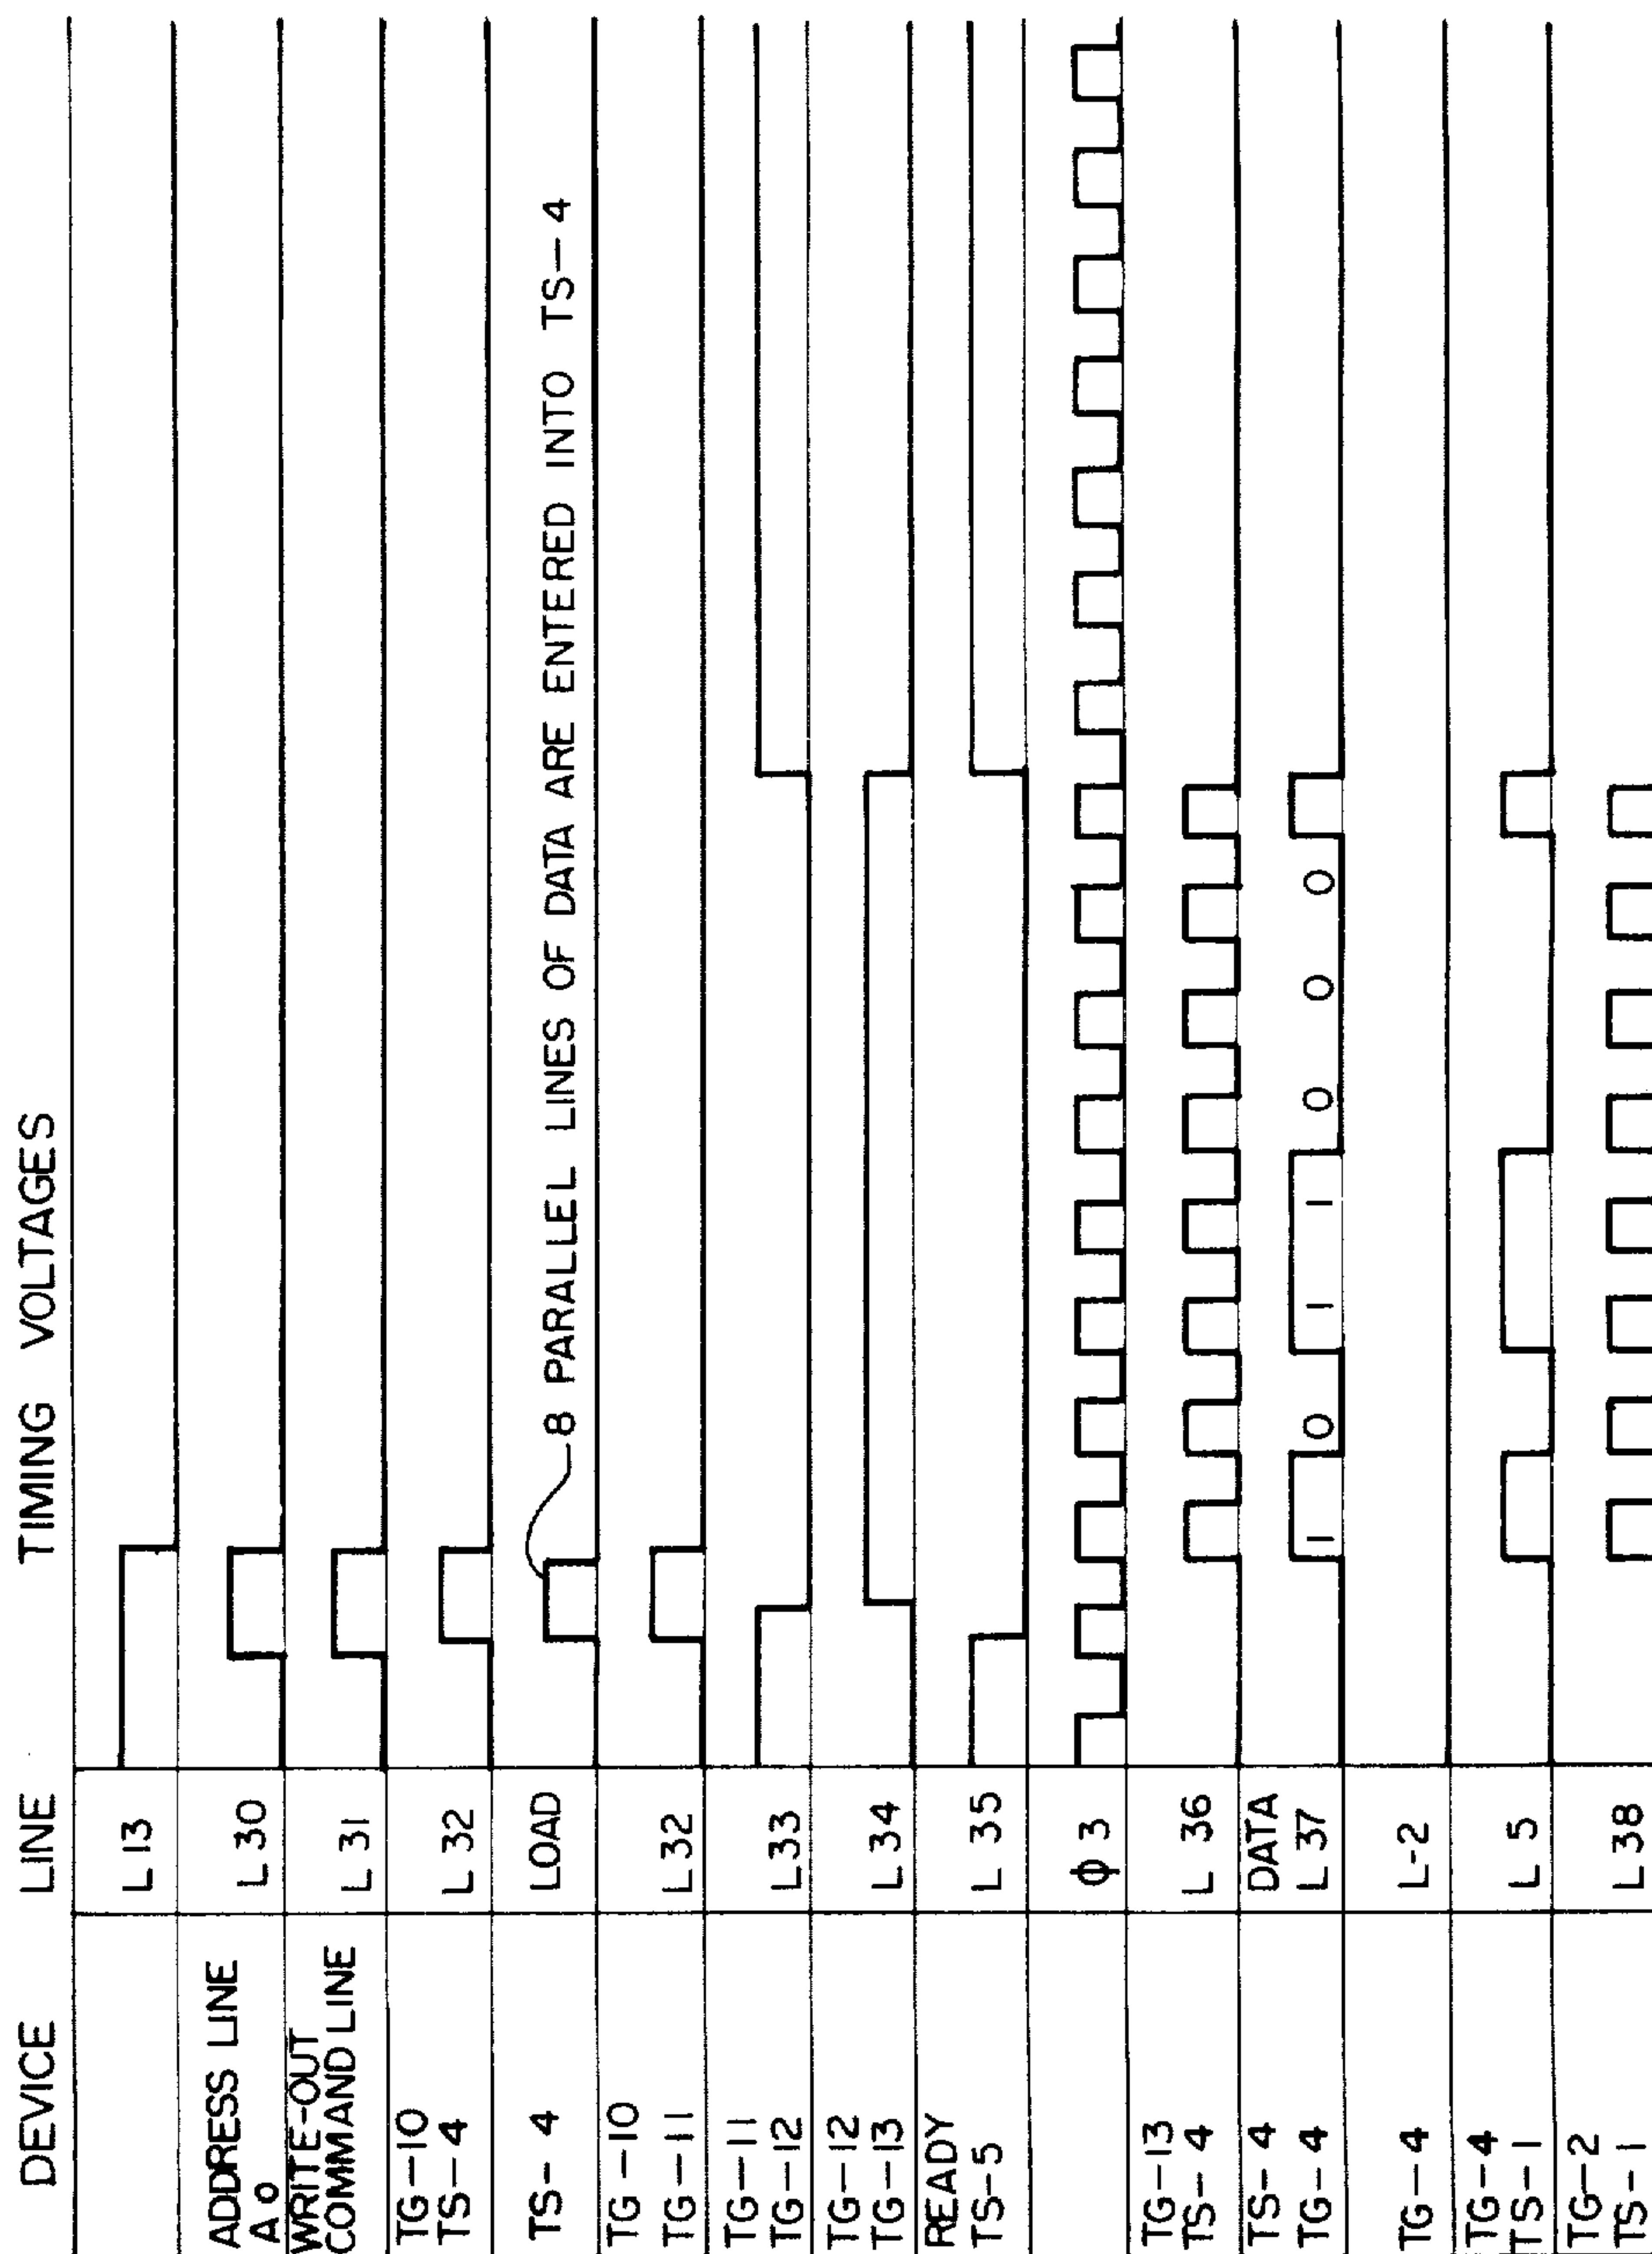 DEVICE LINE TIMING VOLTAGES
L 13
ADDRESS LINE
A o L 30
WRITE-OUT
COMMAND LINE L 31
TG-10
TS-4 L 32
TS-4 LOAD 8 PARALLEL LINES OF DATA ARE ENTERED INTO TS-4
TG-10
TG-11 L 32
TG-11
TG-12 L 33
TG-12
TG-13 L 34
READY
TS-5 L 35
ϕ 3
TG-13
TS-4 L 36
TS-4 DATA
TG-4 L 37 1 0 1 1 0 0 0
TG-4 L-2
TG-4
TS-1 L 5
TG-2
TS-1 L 38